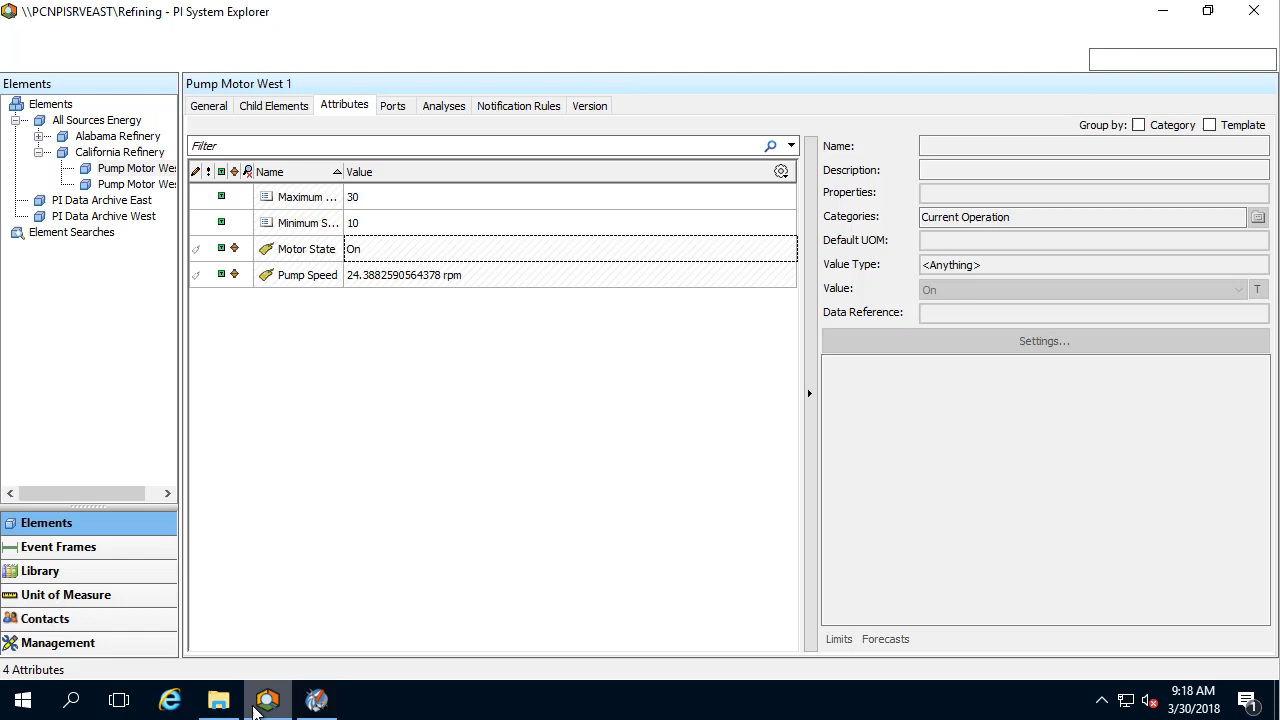 \\PCNPISRVEAST\Refining - PI System Explorer
Elements
Elements
All Sources Energy
Alabama Refinery
California Refinery
Pump Motor Wes
Pump Motor Wes
PI Data Archive East
PI Data Archive West
Element Searches
Elements
Event Frames
Library
Unit of Measure
Contacts
Management
Pump Motor West 1
General Child Elements Attributes Ports Analyses Notification Rules Version
Group by: Category Template
Filter
Name Value
Maximum ... 30
Minimum S... 10
Motor State On
Pump Speed 24.3882590564378 rpm
Name:
Description:
Properties:
Categories: Current Operation
Default UOM:
Value Type: <Anything>
Value: On T
Data Reference:
Settings...
Limits Forecasts
4 Attributes
9:18 AM
3/30/2018
1